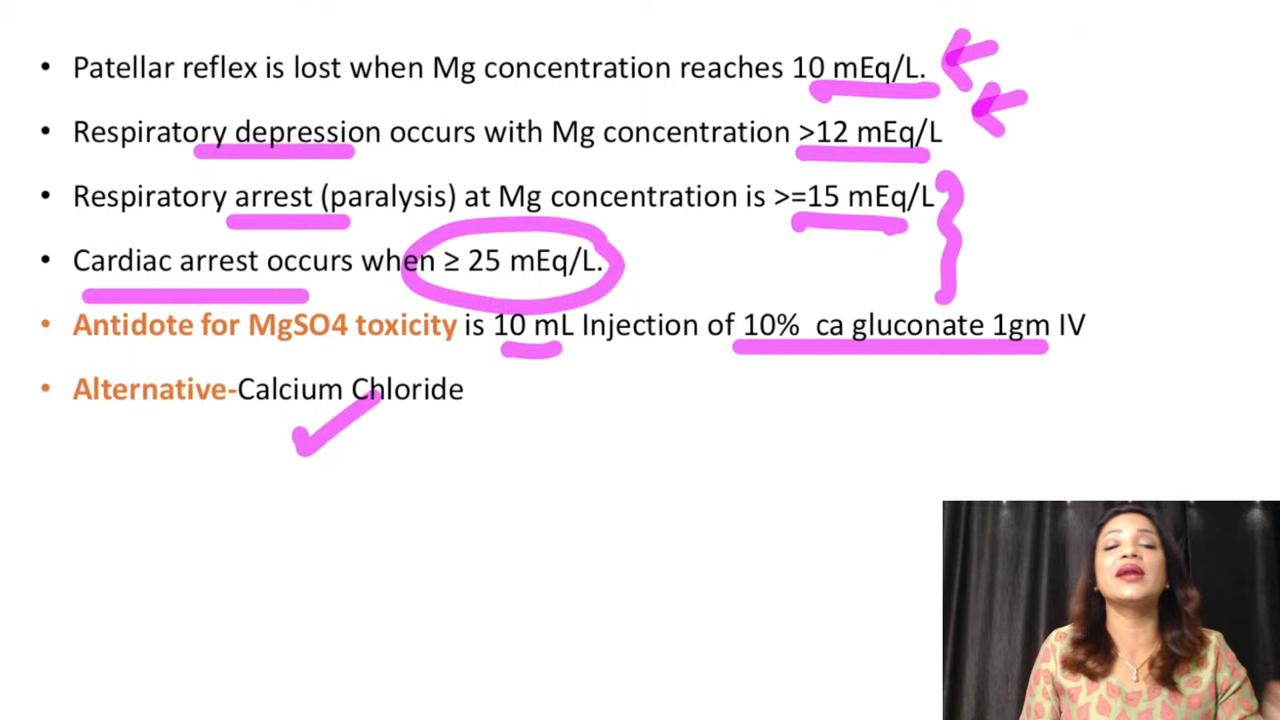 • Patellar reflex is lost when Mg concentration reaches 10 mEq/L.
• Respiratory depression occurs with Mg concentration >12 mEq/L
• Respiratory arrest (paralysis) at Mg concentration is >=15 mEq/L
• Cardiac arrest occurs when ≥ 25 mEq/L.
• Antidote for MgSO4 toxicity is 10 mL Injection of 10% ca gluconate 1gm IV
• Alternative-Calcium Chloride